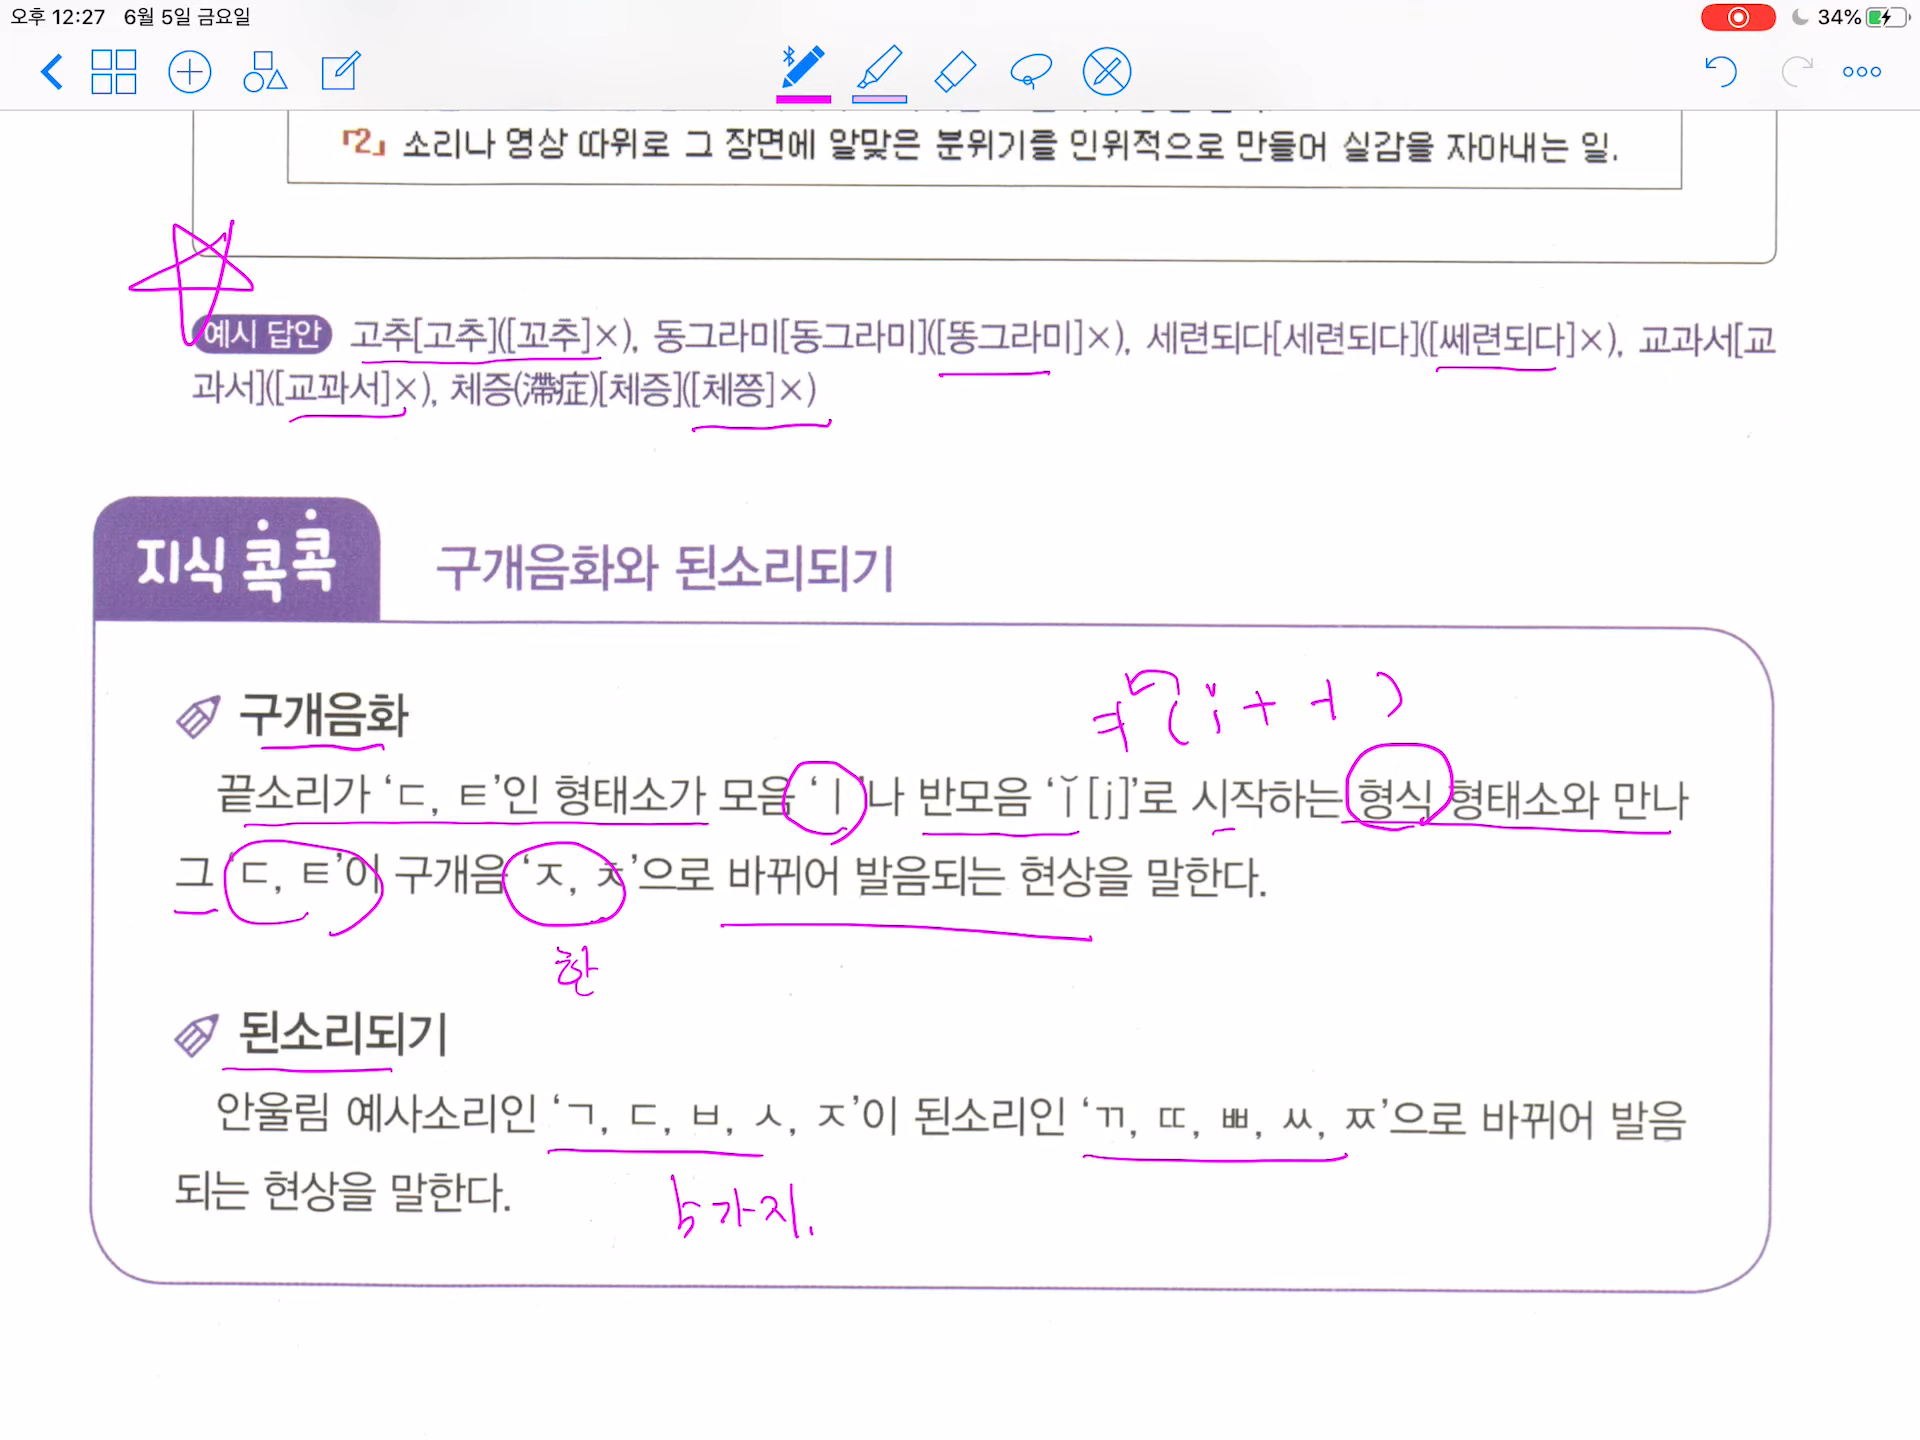 오후 12:27 6월 5일 금요일 34%
「2」 소리나 영상 따위로 그 장면에 알맞은 분위기를 인위적으로 만들어 실감을 자아내는 일.
예시 답안 고추[고추]([꼬추]×), 동그라미[동그라미]([똥그라미]×), 세련되다[세련되다]([쎄련되다]×), 교과서[교
과서]([교꽈서]×), 체증(滯症)[체증]([체쯩]×)
지식 콕콕 구개음화와 된소리되기
구개음화
ㅕ(ㅣ̆+ㅓ)
끝소리가 ‘ㄷ, ㅌ’인 형태소가 모음 ‘ㅣ’나 반모음 ‘ㅣ̆[j]’로 시작하는 형식 형태소와 만나
그 ‘ㄷ, ㅌ’이 구개음 ‘ㅈ, ㅊ’으로 바뀌어 발음되는 현상을 말한다.
한
된소리되기
안울림 예사소리인 ‘ㄱ, ㄷ, ㅂ, ㅅ, ㅈ’이 된소리인 ‘ㄲ, ㄸ, ㅃ, ㅆ, ㅉ’으로 바뀌어 발음
되는 현상을 말한다.
5가지.